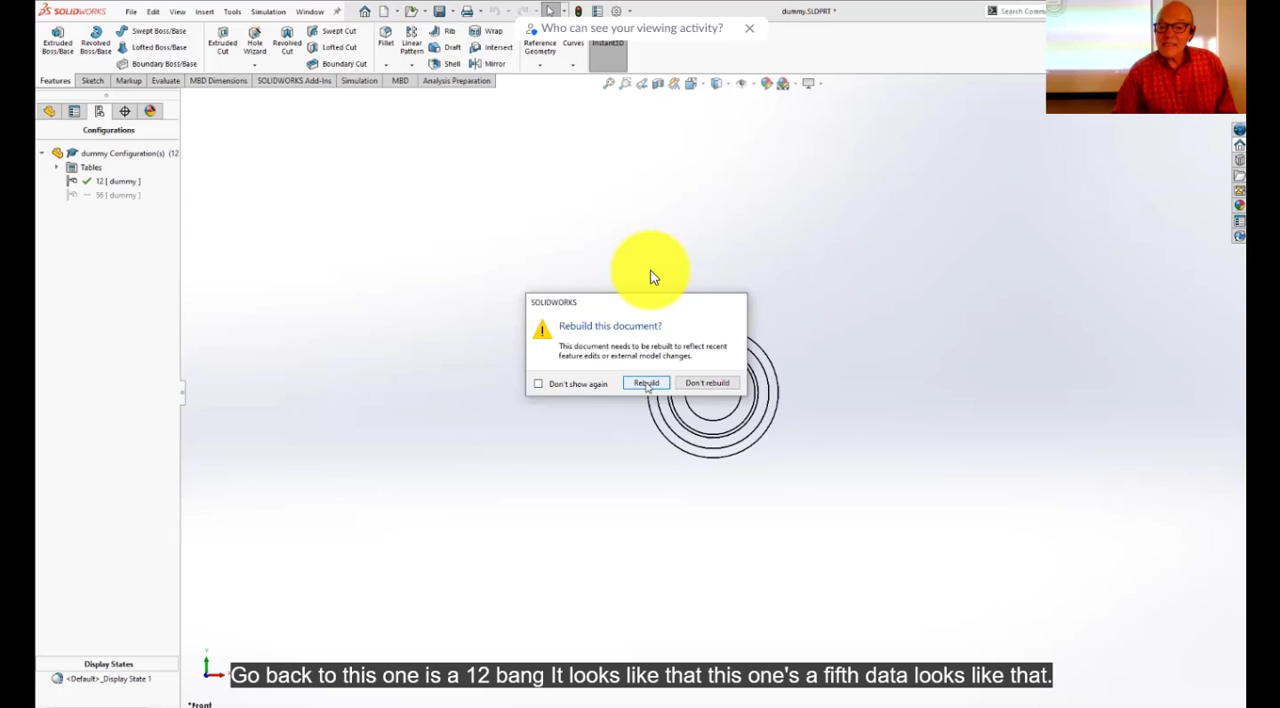 SOLIDWORKS File Edit View Insert Tools Simulation Window dummy.SLDPRT * Search Comm
Who can see your viewing activity?
Extruded Boss/Base
Revolved Boss/Base
Swept Boss/Base
Lofted Boss/Base
Boundary Boss/Base
Extruded Cut
Hole Wizard
Revolved Cut
Swept Cut
Lofted Cut
Boundary Cut
Fillet
Linear Pattern
Rib
Draft
Shell
Wrap
Intersect
Mirror
Reference Geometry
Curves
Instant3D
Features Sketch Markup Evaluate MBD Dimensions SOLIDWORKS Add-Ins Simulation MBD Analysis Preparation
Configurations
dummy Configuration(s) (12
Tables
12 [ dummy ]
56 [ dummy ]
SOLIDWORKS
Rebuild this document?
This document needs to be rebuilt to reflect recent
feature edits or external model changes.
Don't show again Rebuild Don't rebuild
Display States
<Default>_Display State 1
Go back to this one is a 12 bang It looks like that this one's a fifth data looks like that.
*Front